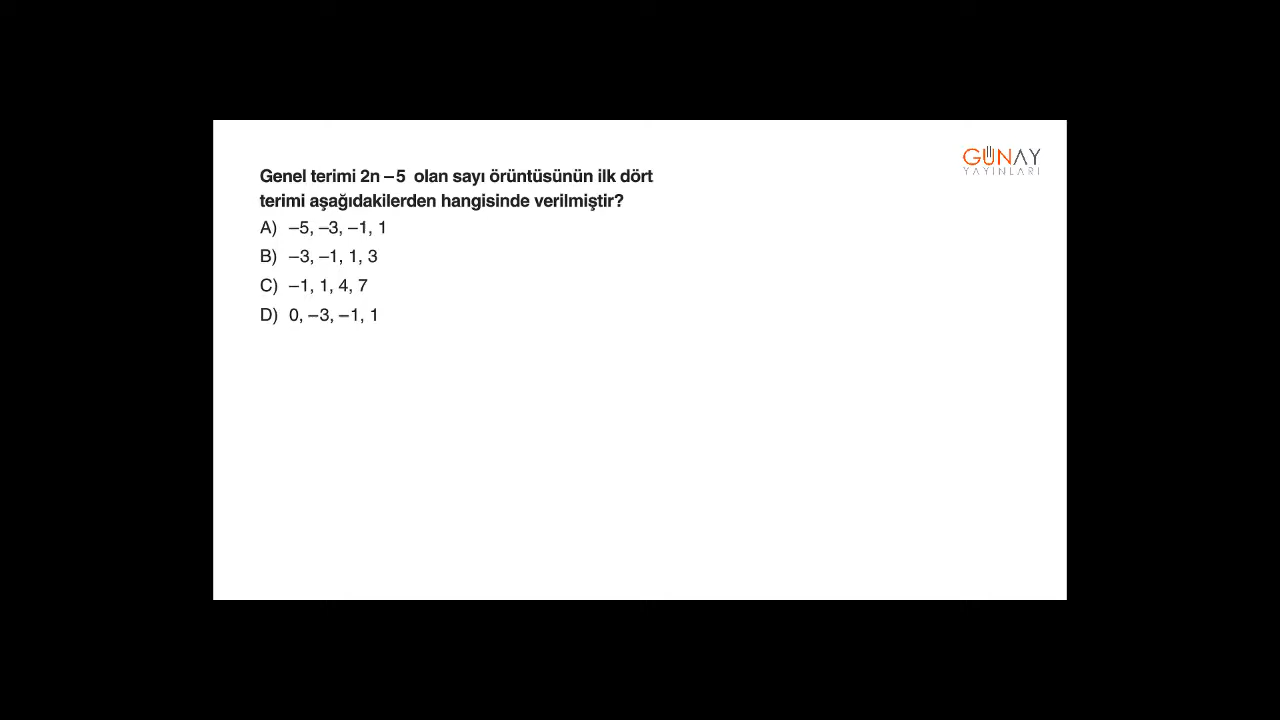 GÜNAY
YAYINLARI
Genel terimi 2n – 5 olan sayı örüntüsünün ilk dört
terimi aşağıdakilerden hangisinde verilmiştir?
A) –5, –3, –1, 1
B) –3, –1, 1, 3
C) –1, 1, 4, 7
D) 0, –3, –1, 1